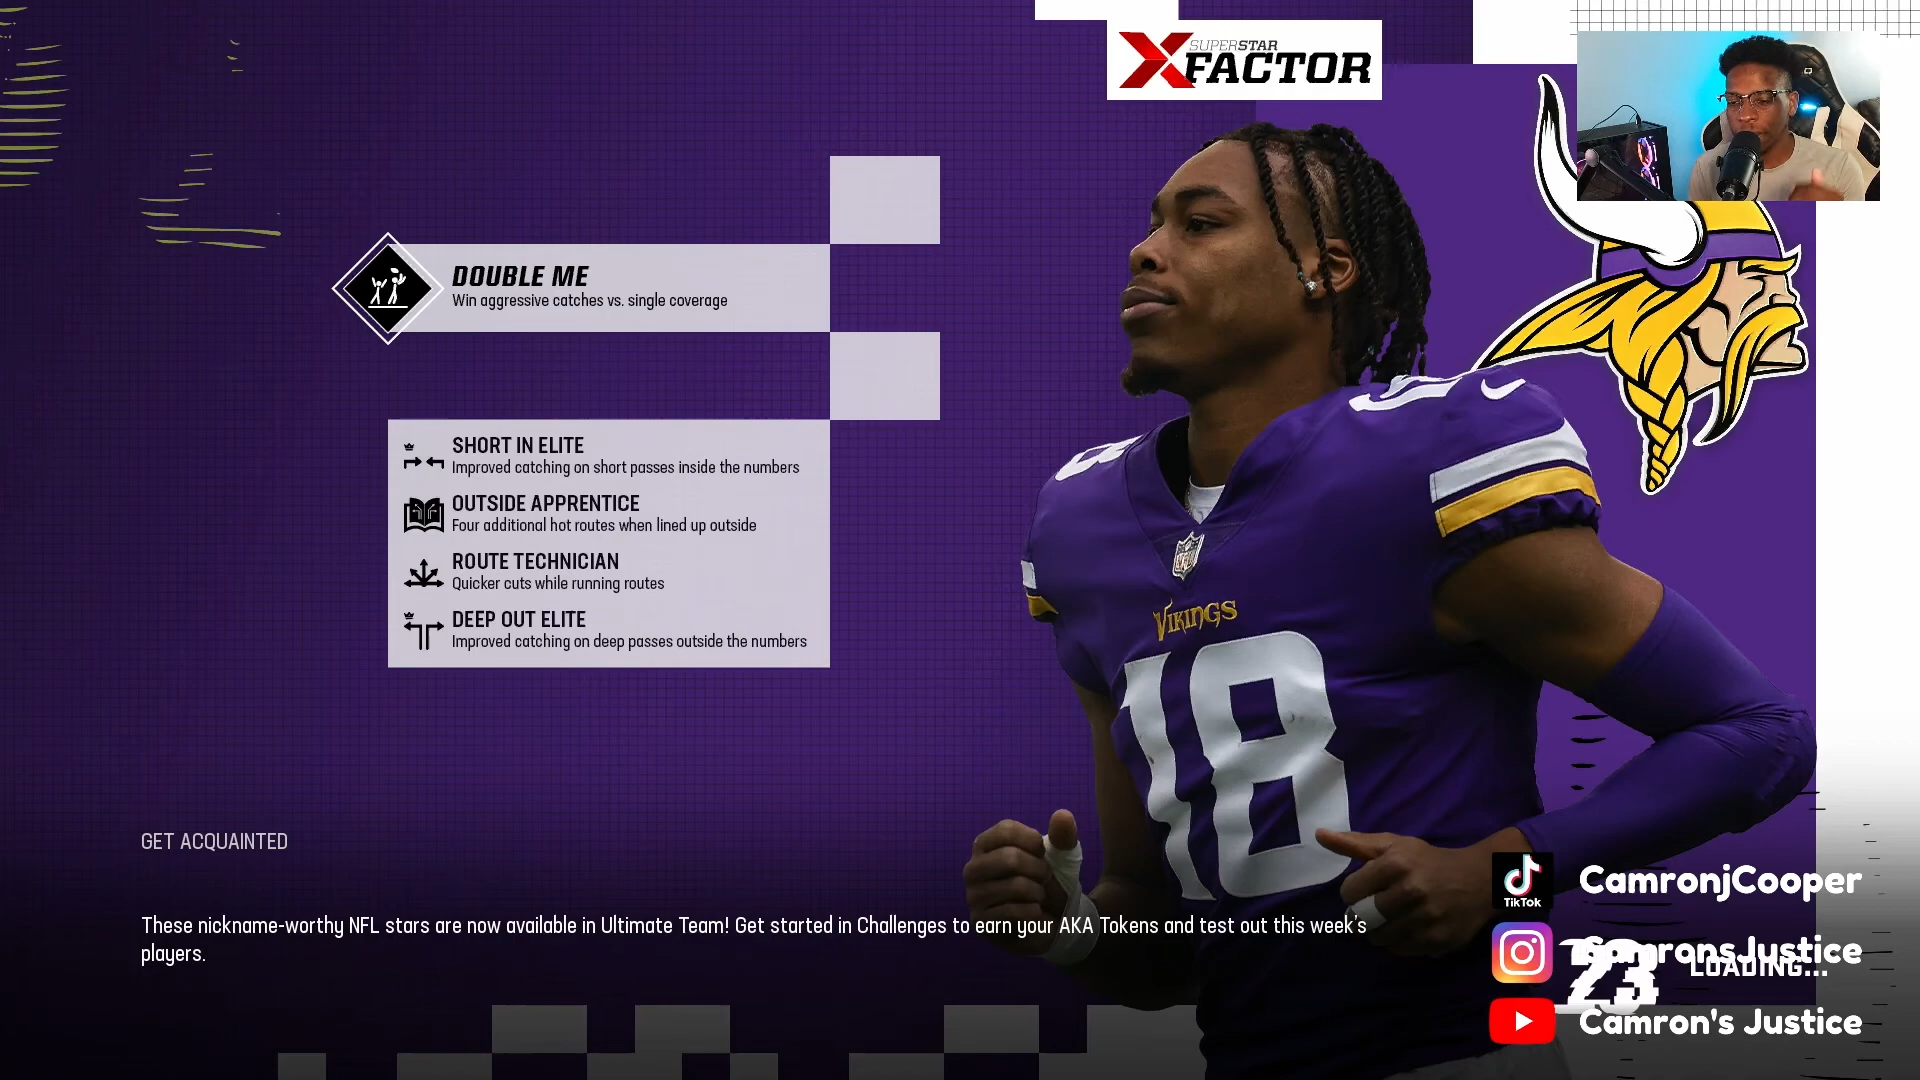 SUPERSTAR
XFACTOR
DOUBLE ME
Win aggressive catches vs. single coverage
SHORT IN ELITE
Improved catching on short passes inside the numbers
OUTSIDE APPRENTICE
Four additional hot routes when lined up outside
ROUTE TECHNICIAN
Quicker cuts while running routes
DEEP OUT ELITE
Improved catching on deep passes outside the numbers
NFL
VIKINGS
18
GET ACQUAINTED
These nickname-worthy NFL stars are now available in Ultimate Team! Get started in Challenges to earn your AKA Tokens and test out this week's
players.
TikTok
CamronjCooper
CamronsJustice
23
LOADING...
Camron's Justice